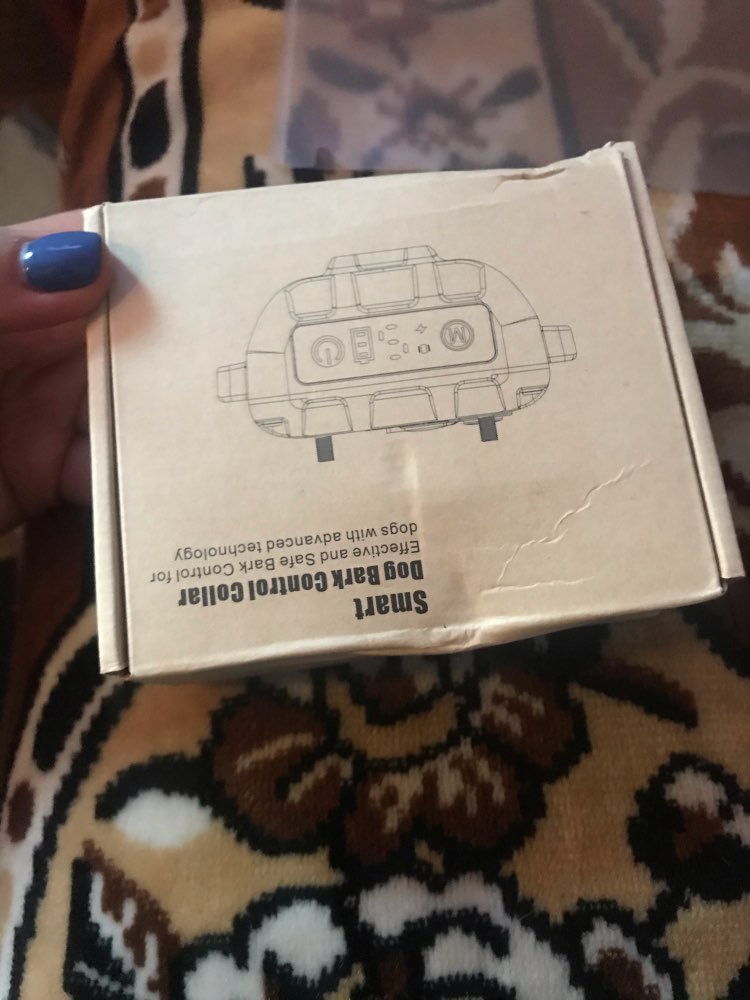 Smart
Dog Bark Control Collar
Effective and Safe Bark Control for
dogs with advanced technology
M